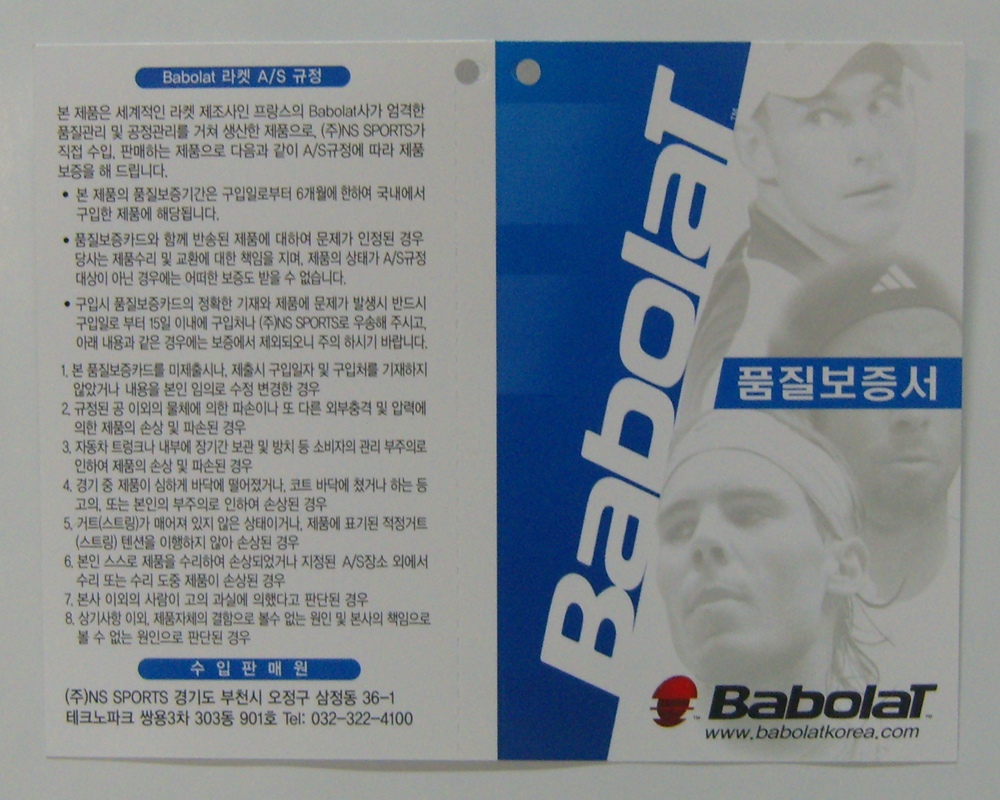 Babolat 라켓 A/S 규정
본 제품은 세계적인 라켓 제조사인 프랑스의 Babolat사가 엄격한
품질관리 및 공정관리를 거쳐 생산한 제품으로, (주)NS SPORTS가
직접 수입, 판매하는 제품으로 다음과 같이 A/S규정에 따라 제품
보증을 해 드립니다.
• 본 제품의 품질보증기간은 구입일로부터 6개월에 한하여 국내에서
구입한 제품에 해당됩니다.
• 품질보증카드와 함께 반송된 제품에 대하여 문제가 인정된 경우
당사는 제품수리 및 교환에 대한 책임을 지며, 제품의 상태가 A/S규정
대상이 아닌 경우에는 어떠한 보증도 받을 수 없습니다.
• 구입시 품질보증카드의 정확한 기재와 제품에 문제가 발생시 반드시
구입일로 부터 15일 이내에 구입처나 (주)NS SPORTS로 우송해 주시고,
아래 내용과 같은 경우에는 보증에서 제외되오니 주의 하시기 바랍니다.
1. 본 품질보증카드를 미제출시나, 제출시 구입일자 및 구입처를 기재하지
않았거나 내용을 본인 임의로 수정 변경한 경우
2. 규정된 공 이외의 물체에 의한 파손이나 또 다른 외부충격 및 압력에
의한 제품의 손상 및 파손된 경우
3. 자동차 트렁크나 내부에 장기간 보관 및 방치 등 소비자의 관리 부주의로
인하여 제품의 손상 및 파손된 경우
4. 경기 중 제품이 심하게 바닥에 떨어졌거나, 코트 바닥에 쳤거나 하는 등
고의, 또는 본인의 부주의로 인하여 손상된 경우
5. 거트(스트링)가 매어져 있지 않은 상태이거나, 제품에 표기된 적정거트
(스트링) 텐션을 이행하지 않아 손상된 경우
6. 본인 스스로 제품을 수리하여 손상되었거나 지정된 A/S장소 외에서
수리 또는 수리 도중 제품이 손상된 경우
7. 본사 이외의 사람이 고의 과실에 의했다고 판단된 경우
8. 상기사항 이외, 제품자체의 결함으로 볼수 없는 원인 및 본사의 책임으로
볼 수 없는 원인으로 판단된 경우
수 입 판 매 원
(주)NS SPORTS 경기도 부천시 오정구 삼정동 36-1
테크노파크 쌍용3차 303동 901호 Tel: 032-322-4100
Babolat™
품질보증서
™ Babolat™
www.babolatkorea.com